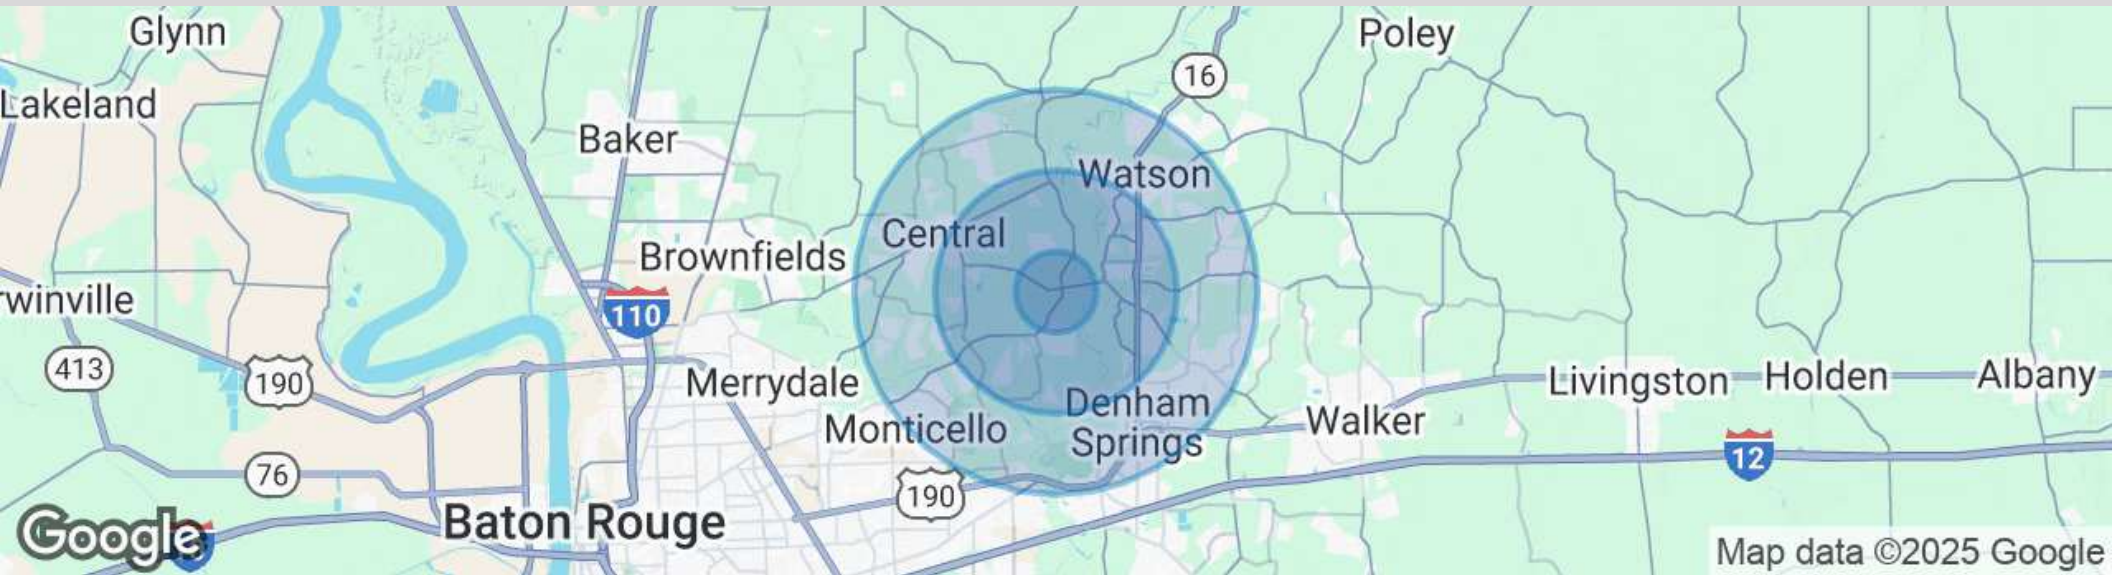 Glynn
Poley
16
Lakeland
Baker
Watson
Central
Brownfields
rwinville
110
413
190
Merrydale
Livingston
Holden
Albany
Denham
Springs
Monticello
Walker
12
76
190
Baton Rouge
Google
Map data ©2025 Google